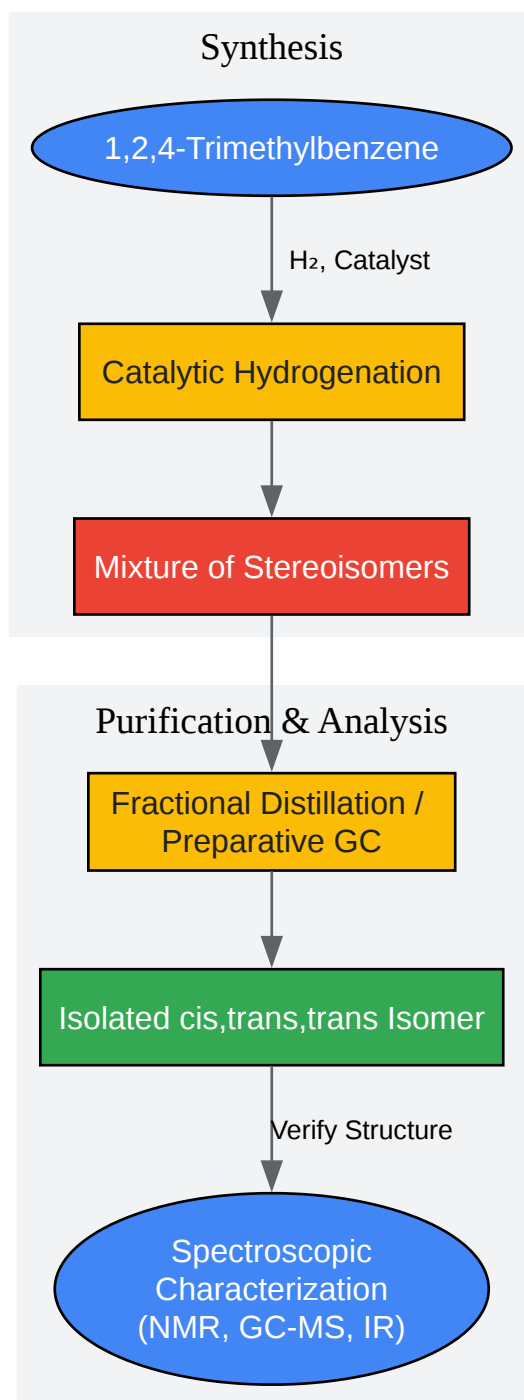 Synthesis
1,2,4-Trimethylbenzene
H₂, Catalyst
Catalytic Hydrogenation
Mixture of Stereoisomers
Purification & Analysis
Fractional Distillation /
Preparative GC
Isolated cis,trans,trans Isomer
Verify Structure
Spectroscopic
Characterization
(NMR, GC-MS, IR)